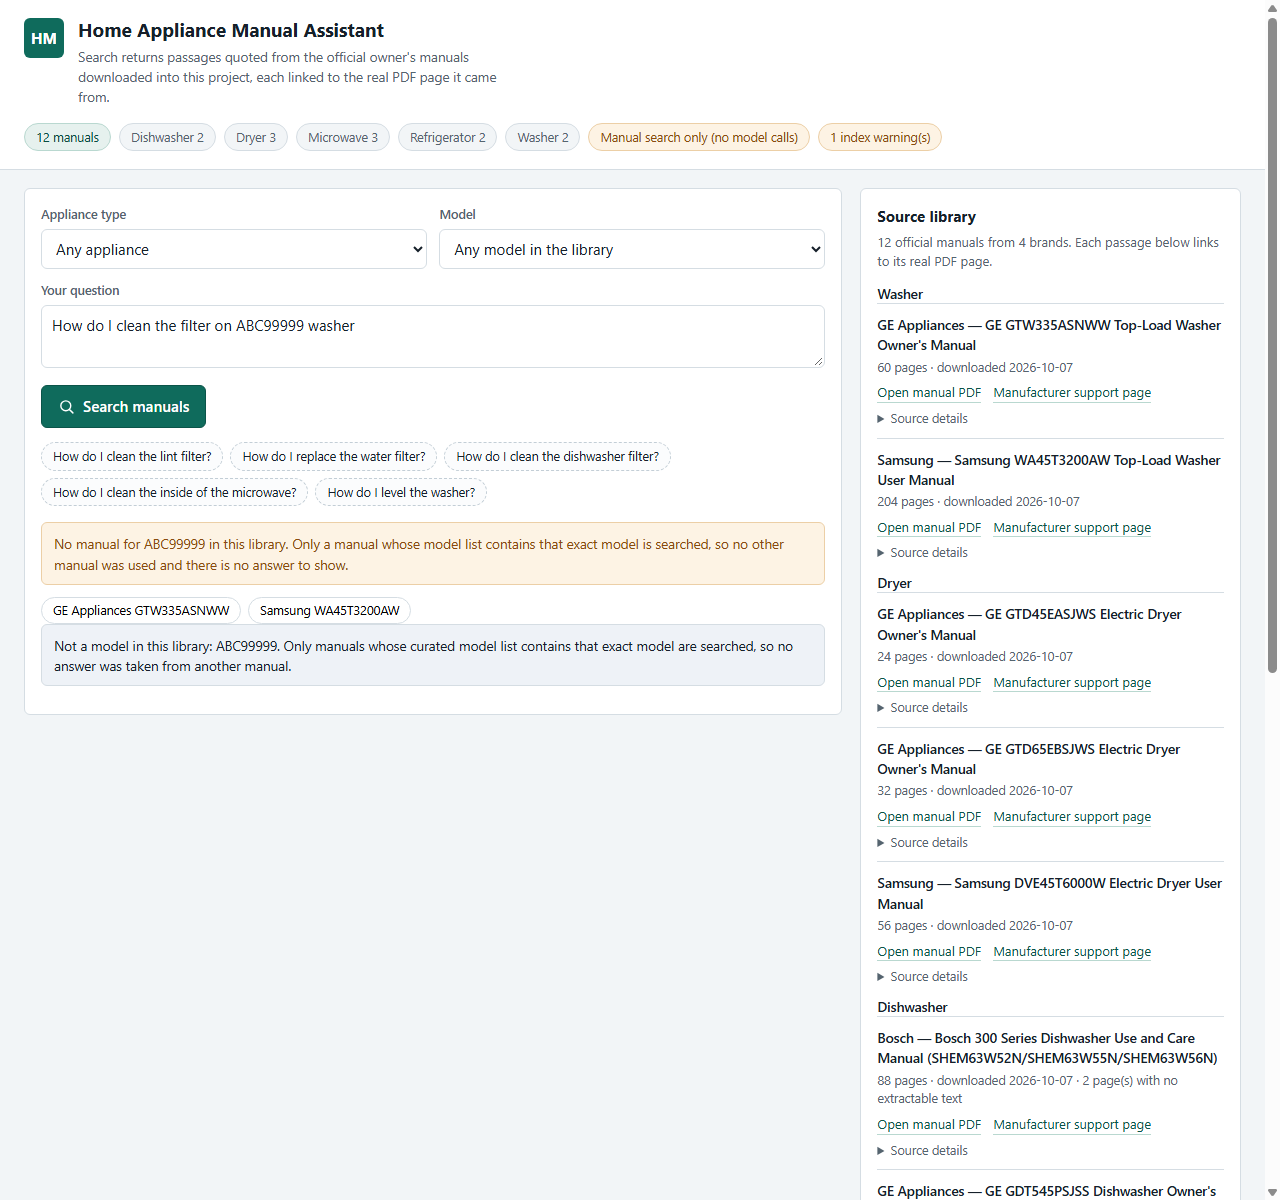 HM
Home Appliance Manual Assistant
Search returns passages quoted from the official owner's manuals
downloaded into this project, each linked to the real PDF page it came
from.
12 manuals
Dishwasher 2
Dryer 3
Microwave 3
Refrigerator 2
Washer 2
Manual search only (no model calls)
1 index warning(s)
Appliance type
Model
Any appliance
Any model in the library
Your question
How do I clean the filter on ABC99999 washer
Search manuals
How do I clean the lint filter?
How do I replace the water filter?
How do I clean the dishwasher filter?
How do I clean the inside of the microwave?
How do I level the washer?
No manual for ABC99999 in this library. Only a manual whose model list contains that exact model is searched, so no other
manual was used and there is no answer to show.
GE Appliances GTW335ASNWW
Samsung WA45T3200AW
Not a model in this library: ABC99999. Only manuals whose curated model list contains that exact model are searched, so no
answer was taken from another manual.
Source library
12 official manuals from 4 brands. Each passage below links
to its real PDF page.
Washer
GE Appliances — GE GTW335ASNWW Top-Load Washer
Owner's Manual
60 pages · downloaded 2026-10-07
Open manual PDF
Manufacturer support page
Source details
Samsung — Samsung WA45T3200AW Top-Load Washer
User Manual
204 pages · downloaded 2026-10-07
Open manual PDF
Manufacturer support page
Source details
Dryer
GE Appliances — GE GTD45EASJWS Electric Dryer
Owner's Manual
24 pages · downloaded 2026-10-07
Open manual PDF
Manufacturer support page
Source details
GE Appliances — GE GTD65EBSJWS Electric Dryer
Owner's Manual
32 pages · downloaded 2026-10-07
Open manual PDF
Manufacturer support page
Source details
Samsung — Samsung DVE45T6000W Electric Dryer User
Manual
56 pages · downloaded 2026-10-07
Open manual PDF
Manufacturer support page
Source details
Dishwasher
Bosch — Bosch 300 Series Dishwasher Use and Care
Manual (SHEM63W52N/SHEM63W55N/SHEM63W56N)
88 pages · downloaded 2026-10-07 · 2 page(s) with no
extractable text
Open manual PDF
Manufacturer support page
Source details
GE Appliances — GE GDT545PSJSS Dishwasher Owner's